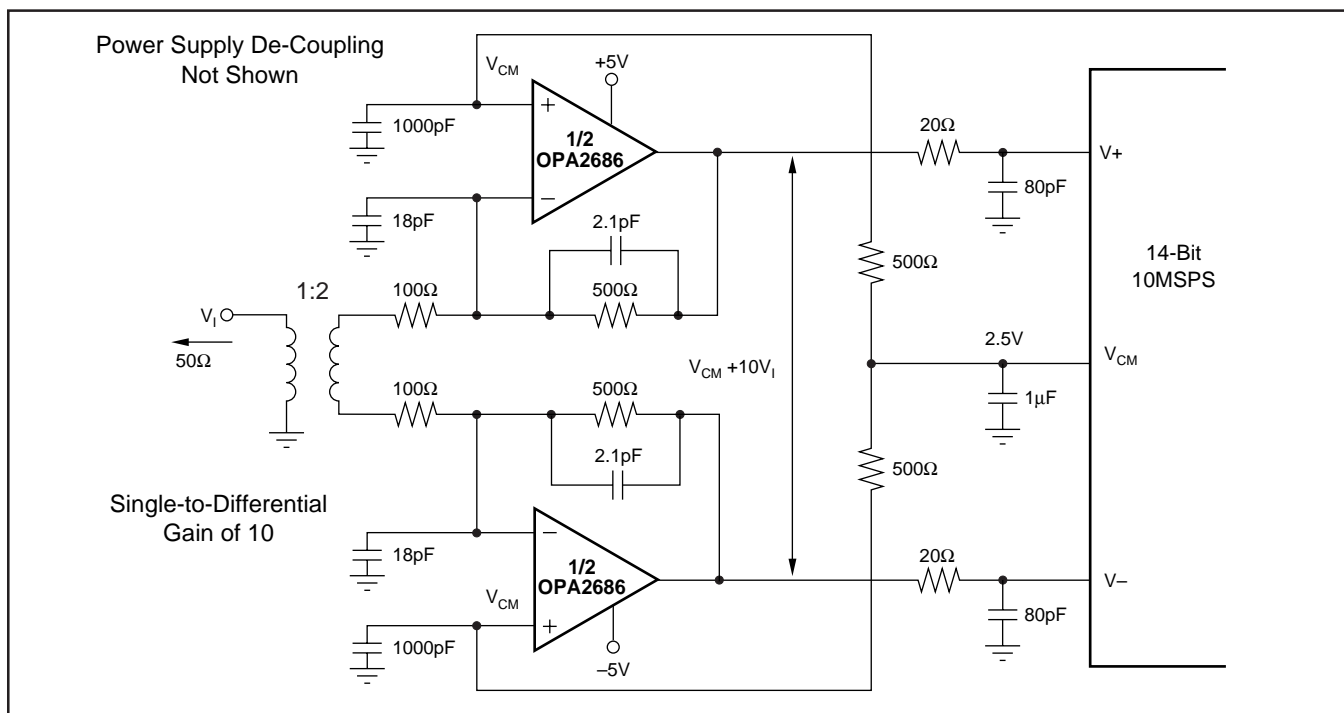 Power Supply De-Coupling
Not Shown
V_CM
+5V
1000pF
+
1/2
OPA2686
–
18pF
2.1pF
20Ω
V+
80pF
1:2
100Ω
500Ω
500Ω
14-Bit
10MSPS
V_I
50Ω
2.5V
V_CM
V_CM +10V_I
100Ω
500Ω
1µF
2.1pF
500Ω
Single-to-Differential
Gain of 10
18pF
–
1/2
OPA2686
20Ω
V–
V_CM
+
80pF
1000pF
–5V